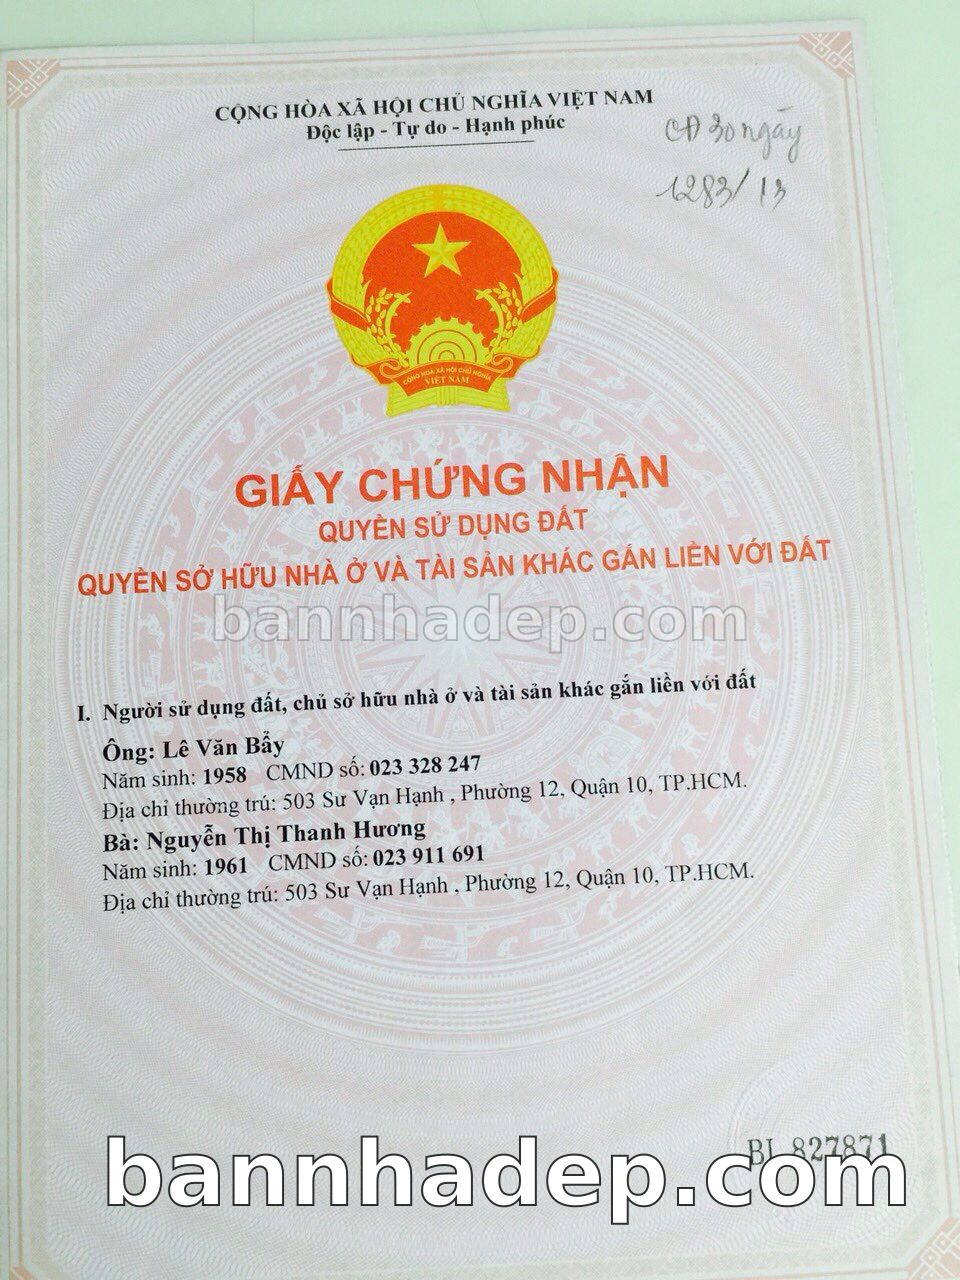 CỘNG HÒA XÃ HỘI CHỦ NGHĨA VIỆT NAM
Độc lập - Tự do - Hạnh phúc
CĐ 30 ngày
1283/13
CỘNG HÒA XÃ HỘI CHỦ NGHĨA
VIỆT NAM
GIẤY CHỨNG NHẬN
QUYỀN SỬ DỤNG ĐẤT
QUYỀN SỞ HỮU NHÀ Ở VÀ TÀI SẢN KHÁC GẮN LIỀN VỚI ĐẤT
bannhadep.com
I. Người sử dụng đất, chủ sở hữu nhà ở và tài sản khác gắn liền với đất
Ông: Lê Văn Bẩy
Năm sinh: 1958 CMND số: 023 328 247
Địa chỉ thường trú: 503 Sư Vạn Hạnh , Phường 12, Quận 10, TP.HCM.
Bà: Nguyễn Thị Thanh Hương
Năm sinh: 1961 CMND số: 023 911 691
Địa chỉ thường trú: 503 Sư Vạn Hạnh , Phường 12, Quận 10, TP.HCM.
BL 827871
bannhadep.com